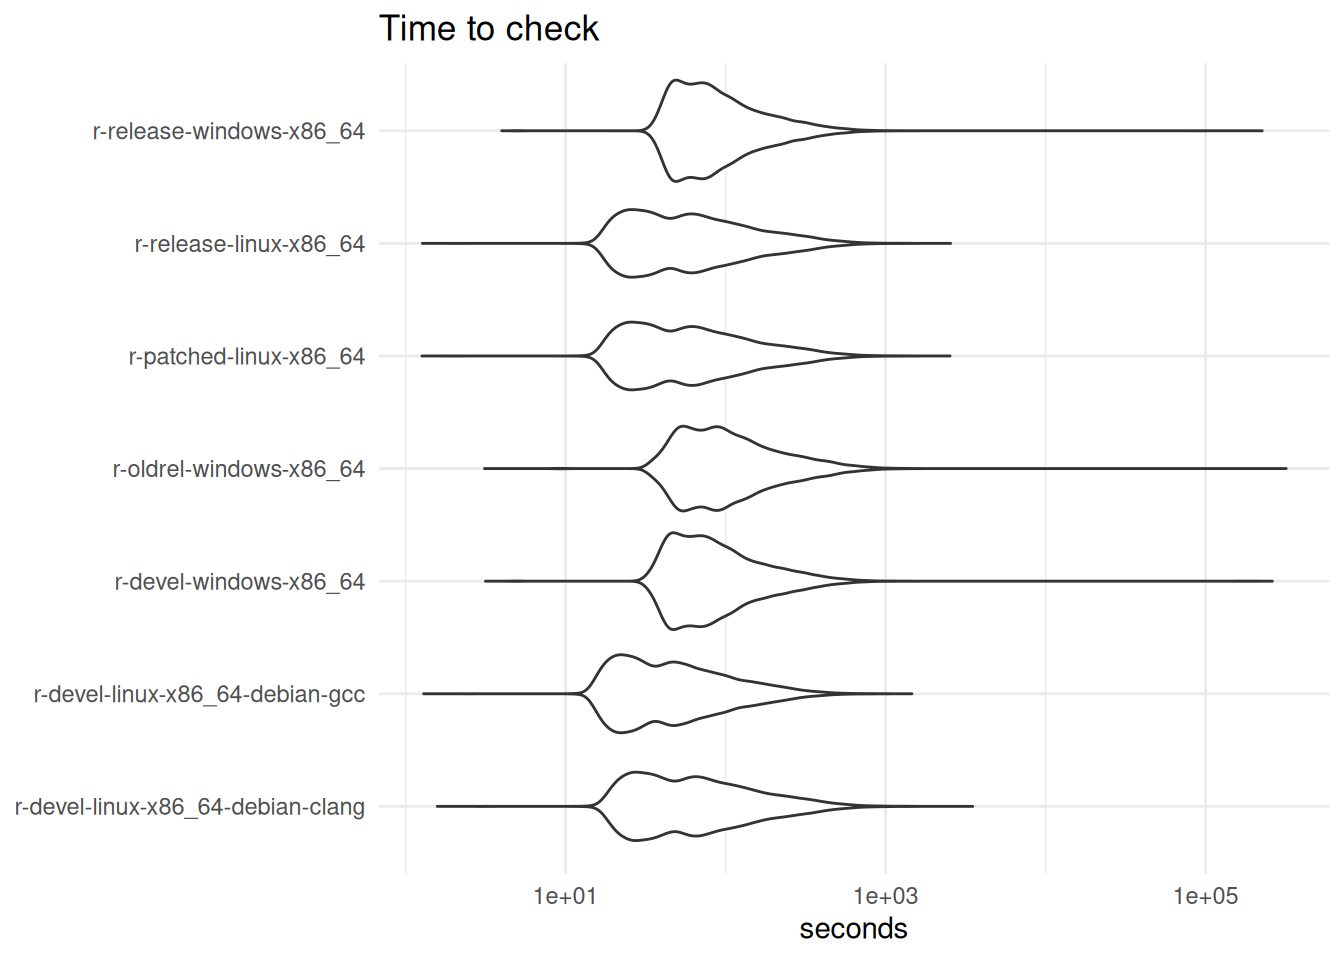 Time to check
r-release-windows-x86_64
r-release-linux-x86_64
r-patched-linux-x86_64
r-oldrel-windows-x86_64
r-devel-windows-x86_64
r-devel-linux-x86_64-debian-gcc
r-devel-linux-x86_64-debian-clang
1e+01 1e+03 1e+05
seconds